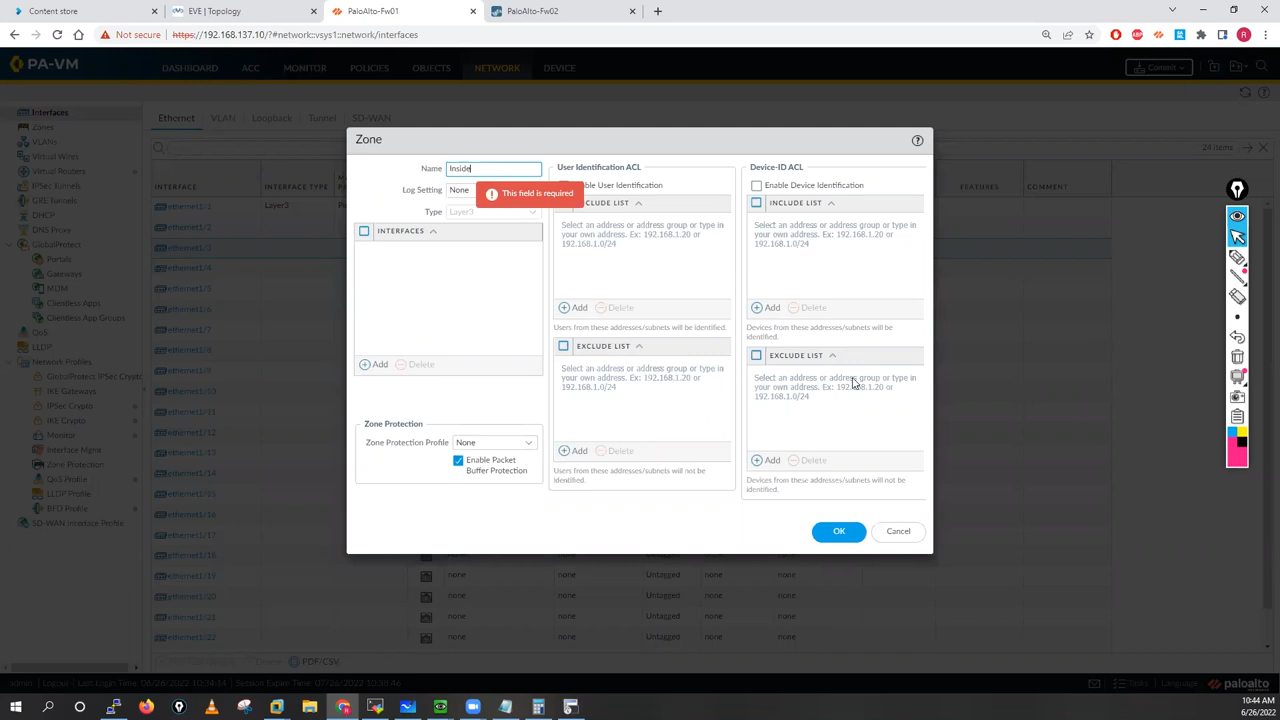 Content store
EVE | Topology
PaloAlto-Fw01
PaloAlto-Fw02
Not secure
https://192.168.137.10/?#network::vsys1::network/interfaces
PA-VM
DASHBOARD
ACC
MONITOR
POLICIES
OBJECTS
NETWORK
DEVICE
Commit
Interfaces
Zones
VLANs
Virtual Wires
Virtual Routers
IPSec Tunnels
GRE Tunnels
DHCP
DNS Proxy
GlobalProtect
Portals
Gateways
MDM
Clientless Apps
Clientless App Groups
QoS
LLDP
Network Profiles
GlobalProtect IPSec Crypto
IKE Gateways
IPSec Crypto
IKE Crypto
Monitor
Interface Mgmt
Zone Protection
QoS Profile
LLDP Profile
BFD Profile
SD-WAN Interface Profile
Ethernet
VLAN
Loopback
Tunnel
SD-WAN
24 items
INTERFACE
INTERFACE TYPE
FEATURES
COMMENT
ethernet1/1
Layer3
ethernet1/2
ethernet1/3
ethernet1/4
ethernet1/5
ethernet1/6
ethernet1/7
ethernet1/8
ethernet1/9
ethernet1/10
ethernet1/11
ethernet1/12
ethernet1/13
ethernet1/14
ethernet1/15
ethernet1/16
ethernet1/17
ethernet1/18
ethernet1/19
none
none
Untagged
none
none
ethernet1/20
none
none
Untagged
none
none
ethernet1/21
none
none
Untagged
none
none
ethernet1/22
none
none
Untagged
none
none
Zone
Name
Inside
Log Setting
None
This field is required
Type
Layer3
INTERFACES
Add
Delete
Zone Protection
Zone Protection Profile
None
Enable Packet
Buffer Protection
User Identification ACL
Enable User Identification
INCLUDE LIST
Select an address or address group or type in
your own address. Ex: 192.168.1.20 or
192.168.1.0/24
Add
Delete
Users from these addresses/subnets will be identified.
EXCLUDE LIST
Select an address or address group or type in
your own address. Ex: 192.168.1.20 or
192.168.1.0/24
Add
Delete
Users from these addresses/subnets will not be
identified.
Device-ID ACL
Enable Device Identification
INCLUDE LIST
Select an address or address group or type in
your own address. Ex: 192.168.1.20 or
192.168.1.0/24
Add
Delete
Devices from these addresses/subnets will be
identified.
EXCLUDE LIST
Select an address or address group or type in
your own address. Ex: 192.168.1.20 or
192.168.1.0/24
Add
Delete
Devices from these addresses/subnets will not be
identified.
OK
Cancel
Delete
PDF/CSV
admin
Logout
Last Login Time: 06/26/2022 10:34:14
Session Expire Time: 07/26/2022 10:38:46
Tasks
Language
paloalto
10:44 AM
6/26/2022